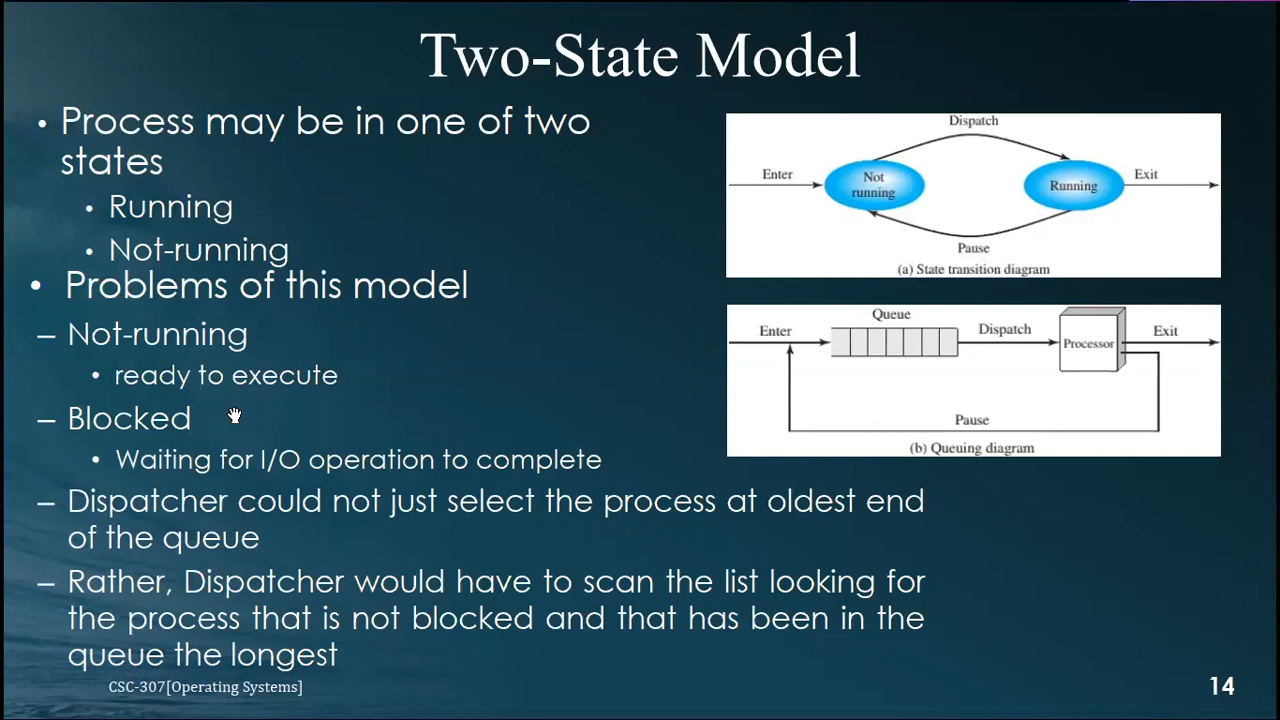 Two-State Model
• Process may be in one of two
states
• Running
• Not-running
• Problems of this model
– Not-running
• ready to execute
– Blocked
• Waiting for I/O operation to complete
– Dispatcher could not just select the process at oldest end
of the queue
– Rather, Dispatcher would have to scan the list looking for
the process that is not blocked and that has been in the
queue the longest
Dispatch
Enter
Not
running
Running
Exit
Pause
(a) State transition diagram
Queue
Enter
Dispatch
Processor
Exit
Pause
(b) Queuing diagram
CSC-307[Operating Systems]
14